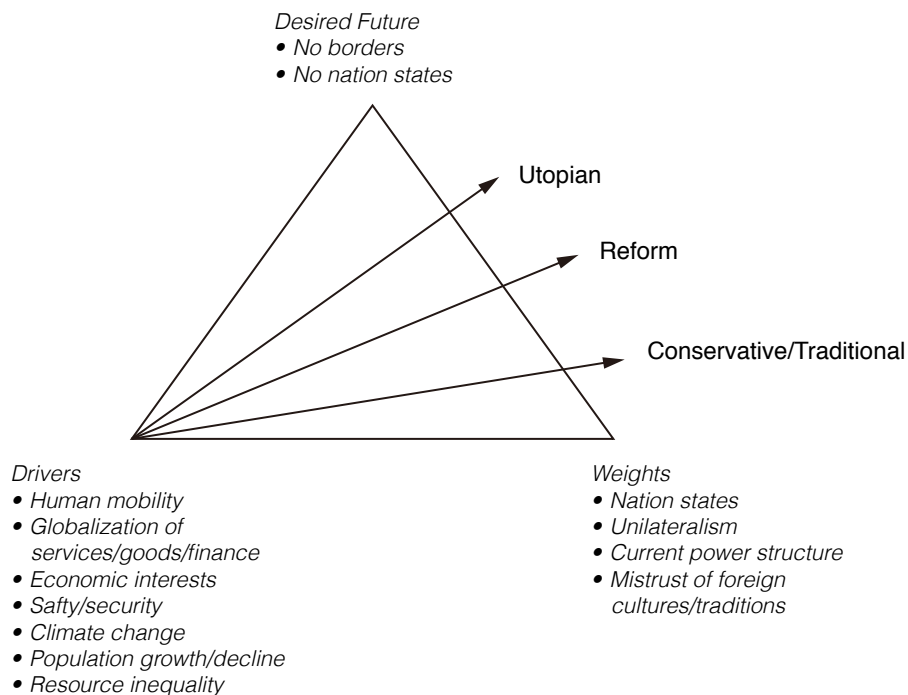 Desired Future
• No borders
• No nation states
Utopian
Reform
Conservative/Traditional
Drivers
• Human mobility
• Globalization of
services/goods/finance
• Economic interests
• Safty/security
• Climate change
• Population growth/decline
• Resource inequality
Weights
• Nation states
• Unilateralism
• Current power structure
• Mistrust of foreign
cultures/traditions